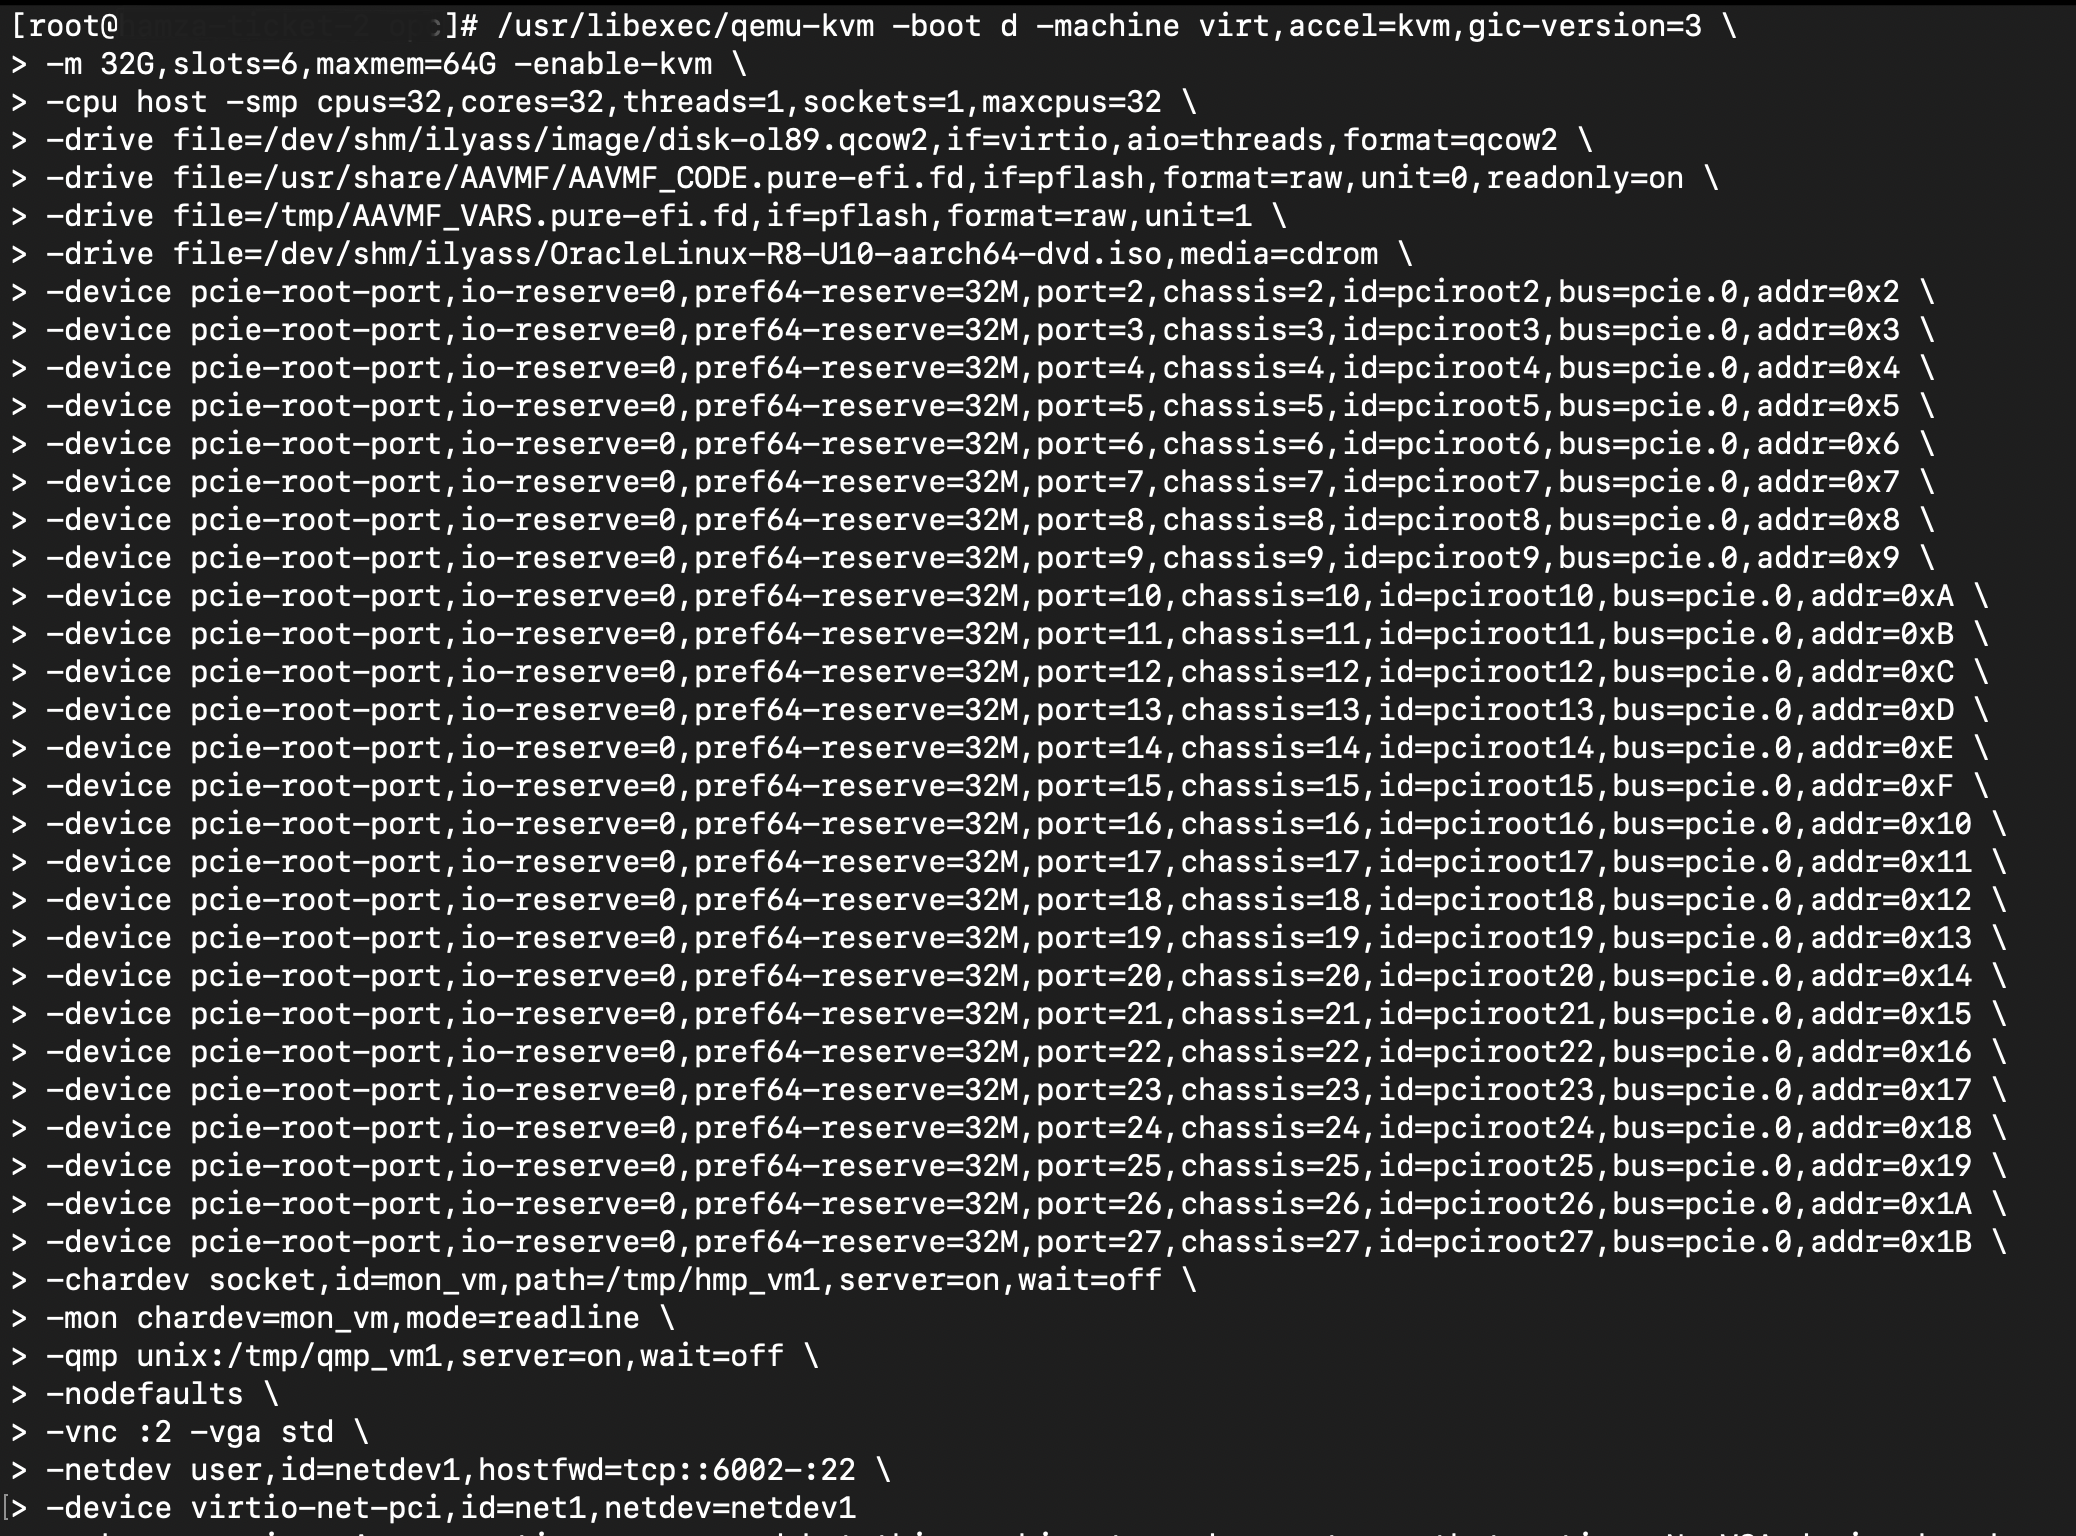 [root@ ]# /usr/libexec/qemu-kvm -boot d -machine virt,accel=kvm,gic-version=3 \
> -m 32G,slots=6,maxmem=64G -enable-kvm \
> -cpu host -smp cpus=32,cores=32,threads=1,sockets=1,maxcpus=32 \
> -drive file=/dev/shm/ilyass/image/disk-ol89.qcow2,if=virtio,aio=threads,format=qcow2 \
> -drive file=/usr/share/AAVMF/AAVMF_CODE.pure-efi.fd,if=pflash,format=raw,unit=0,readonly=on \
> -drive file=/tmp/AAVMF_VARS.pure-efi.fd,if=pflash,format=raw,unit=1 \
> -drive file=/dev/shm/ilyass/OracleLinux-R8-U10-aarch64-dvd.iso,media=cdrom \
> -device pcie-root-port,io-reserve=0,pref64-reserve=32M,port=2,chassis=2,id=pciroot2,bus=pcie.0,addr=0x2 \
> -device pcie-root-port,io-reserve=0,pref64-reserve=32M,port=3,chassis=3,id=pciroot3,bus=pcie.0,addr=0x3 \
> -device pcie-root-port,io-reserve=0,pref64-reserve=32M,port=4,chassis=4,id=pciroot4,bus=pcie.0,addr=0x4 \
> -device pcie-root-port,io-reserve=0,pref64-reserve=32M,port=5,chassis=5,id=pciroot5,bus=pcie.0,addr=0x5 \
> -device pcie-root-port,io-reserve=0,pref64-reserve=32M,port=6,chassis=6,id=pciroot6,bus=pcie.0,addr=0x6 \
> -device pcie-root-port,io-reserve=0,pref64-reserve=32M,port=7,chassis=7,id=pciroot7,bus=pcie.0,addr=0x7 \
> -device pcie-root-port,io-reserve=0,pref64-reserve=32M,port=8,chassis=8,id=pciroot8,bus=pcie.0,addr=0x8 \
> -device pcie-root-port,io-reserve=0,pref64-reserve=32M,port=9,chassis=9,id=pciroot9,bus=pcie.0,addr=0x9 \
> -device pcie-root-port,io-reserve=0,pref64-reserve=32M,port=10,chassis=10,id=pciroot10,bus=pcie.0,addr=0xA \
> -device pcie-root-port,io-reserve=0,pref64-reserve=32M,port=11,chassis=11,id=pciroot11,bus=pcie.0,addr=0xB \
> -device pcie-root-port,io-reserve=0,pref64-reserve=32M,port=12,chassis=12,id=pciroot12,bus=pcie.0,addr=0xC \
> -device pcie-root-port,io-reserve=0,pref64-reserve=32M,port=13,chassis=13,id=pciroot13,bus=pcie.0,addr=0xD \
> -device pcie-root-port,io-reserve=0,pref64-reserve=32M,port=14,chassis=14,id=pciroot14,bus=pcie.0,addr=0xE \
> -device pcie-root-port,io-reserve=0,pref64-reserve=32M,port=15,chassis=15,id=pciroot15,bus=pcie.0,addr=0xF \
> -device pcie-root-port,io-reserve=0,pref64-reserve=32M,port=16,chassis=16,id=pciroot16,bus=pcie.0,addr=0x10 \
> -device pcie-root-port,io-reserve=0,pref64-reserve=32M,port=17,chassis=17,id=pciroot17,bus=pcie.0,addr=0x11 \
> -device pcie-root-port,io-reserve=0,pref64-reserve=32M,port=18,chassis=18,id=pciroot18,bus=pcie.0,addr=0x12 \
> -device pcie-root-port,io-reserve=0,pref64-reserve=32M,port=19,chassis=19,id=pciroot19,bus=pcie.0,addr=0x13 \
> -device pcie-root-port,io-reserve=0,pref64-reserve=32M,port=20,chassis=20,id=pciroot20,bus=pcie.0,addr=0x14 \
> -device pcie-root-port,io-reserve=0,pref64-reserve=32M,port=21,chassis=21,id=pciroot21,bus=pcie.0,addr=0x15 \
> -device pcie-root-port,io-reserve=0,pref64-reserve=32M,port=22,chassis=22,id=pciroot22,bus=pcie.0,addr=0x16 \
> -device pcie-root-port,io-reserve=0,pref64-reserve=32M,port=23,chassis=23,id=pciroot23,bus=pcie.0,addr=0x17 \
> -device pcie-root-port,io-reserve=0,pref64-reserve=32M,port=24,chassis=24,id=pciroot24,bus=pcie.0,addr=0x18 \
> -device pcie-root-port,io-reserve=0,pref64-reserve=32M,port=25,chassis=25,id=pciroot25,bus=pcie.0,addr=0x19 \
> -device pcie-root-port,io-reserve=0,pref64-reserve=32M,port=26,chassis=26,id=pciroot26,bus=pcie.0,addr=0x1A \
> -device pcie-root-port,io-reserve=0,pref64-reserve=32M,port=27,chassis=27,id=pciroot27,bus=pcie.0,addr=0x1B \
> -chardev socket,id=mon_vm,path=/tmp/hmp_vm1,server=on,wait=off \
> -mon chardev=mon_vm,mode=readline \
> -qmp unix:/tmp/qmp_vm1,server=on,wait=off \
> -nodefaults \
> -vnc :2 -vga std \
> -netdev user,id=netdev1,hostfwd=tcp::6002-:22 \
[> -device virtio-net-pci,id=net1,netdev=netdev1